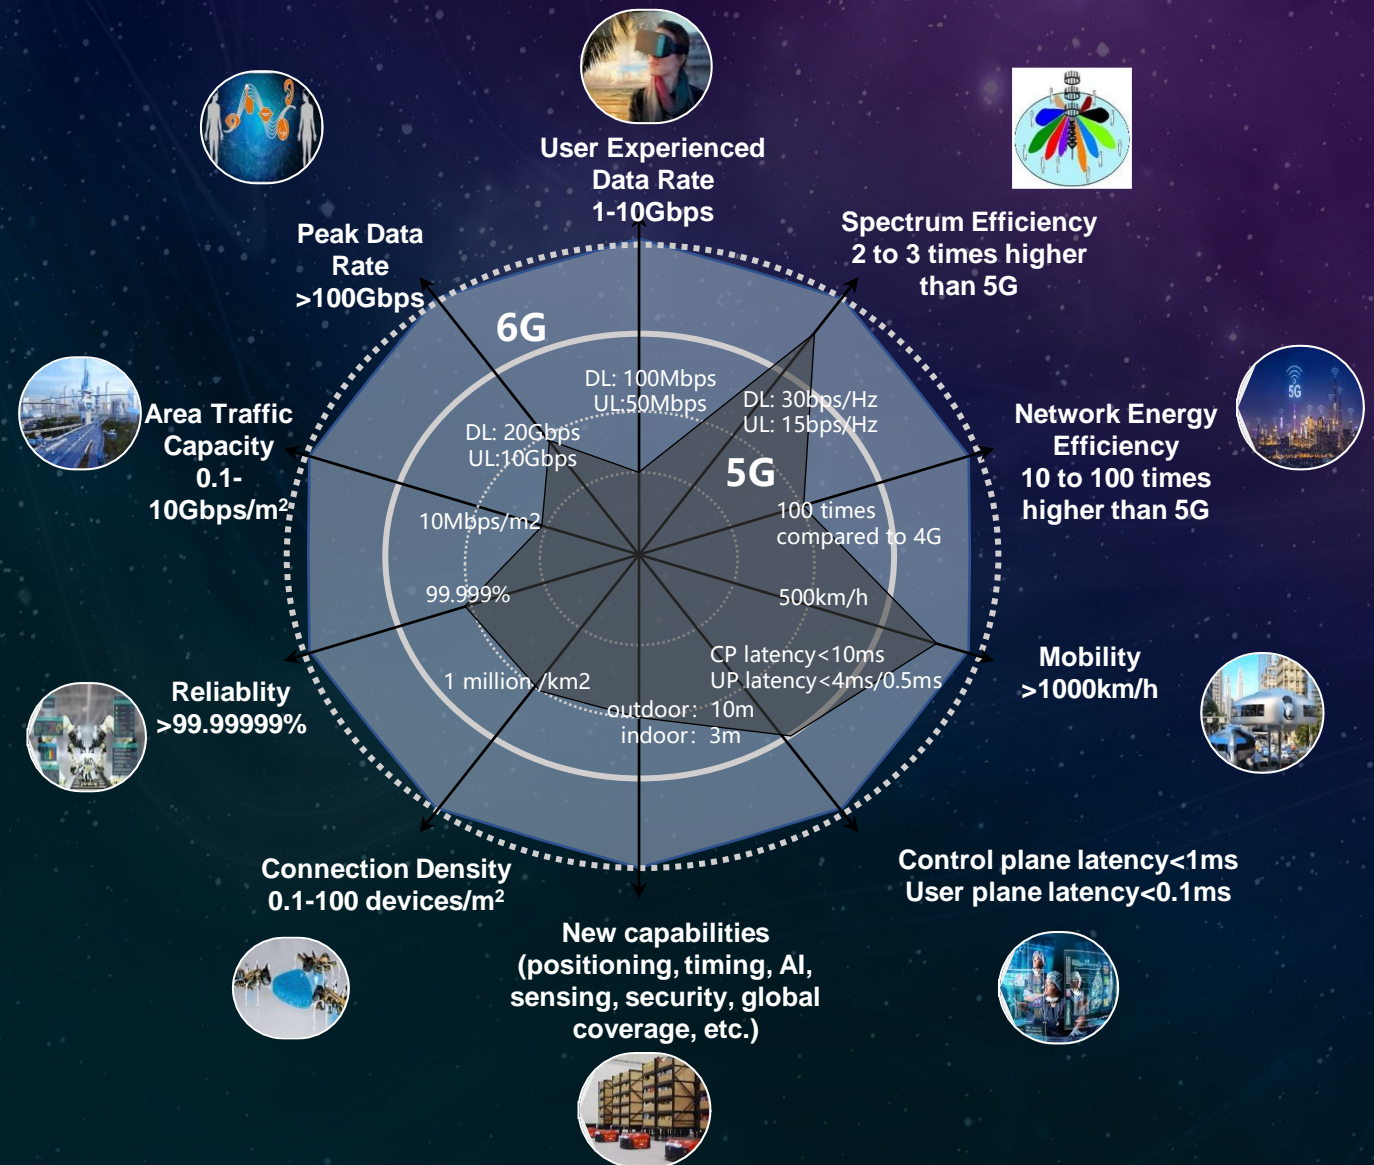 User Experienced
Data Rate
1-10Gbps
Peak Data
Rate
>100Gbps
Spectrum Efficiency
2 to 3 times higher
than 5G
6G
DL: 100Mbps
UL:50Mbps
DL: 30bps/Hz
UL: 15bps/Hz
DL: 20Gbps
UL:10Gbps
5G
5G
Area Traffic
Capacity
0.1-
10Gbps/m²
Network Energy
Efficiency
10 to 100 times
higher than 5G
10Mbps/m2
100 times
compared to 4G
99.999%
500km/h
CP latency<10ms
UP latency<4ms/0.5ms
1 million /km2
outdoor: 10m
indoor: 3m
Reliablity
>99.99999%
Mobility
>1000km/h
Connection Density
0.1-100 devices/m²
Control plane latency<1ms
User plane latency<0.1ms
New capabilities
(positioning, timing, AI,
sensing, security, global
coverage, etc.)